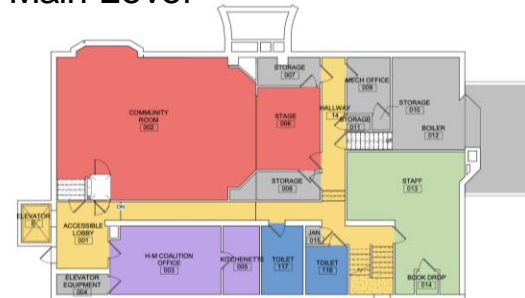 Main Level
STORAGE
007
MECH OFFICE
009
COMMUNITY
ROOM
002
STAGE
006
HALLWAY
14
STORAGE
010
STORAGE
011
BOILER
012
STORAGE
008
STAFF
013
ELEVATOR
E
DN
ACCESSIBLE
LOBBY
001
H-M COALITION
OFFICE
003
KITCHENETTE
005
TOILET
117
JAN
015
TOILET
116
ELEVATOR
EQUIPMENT
004
BOOK DROP
014